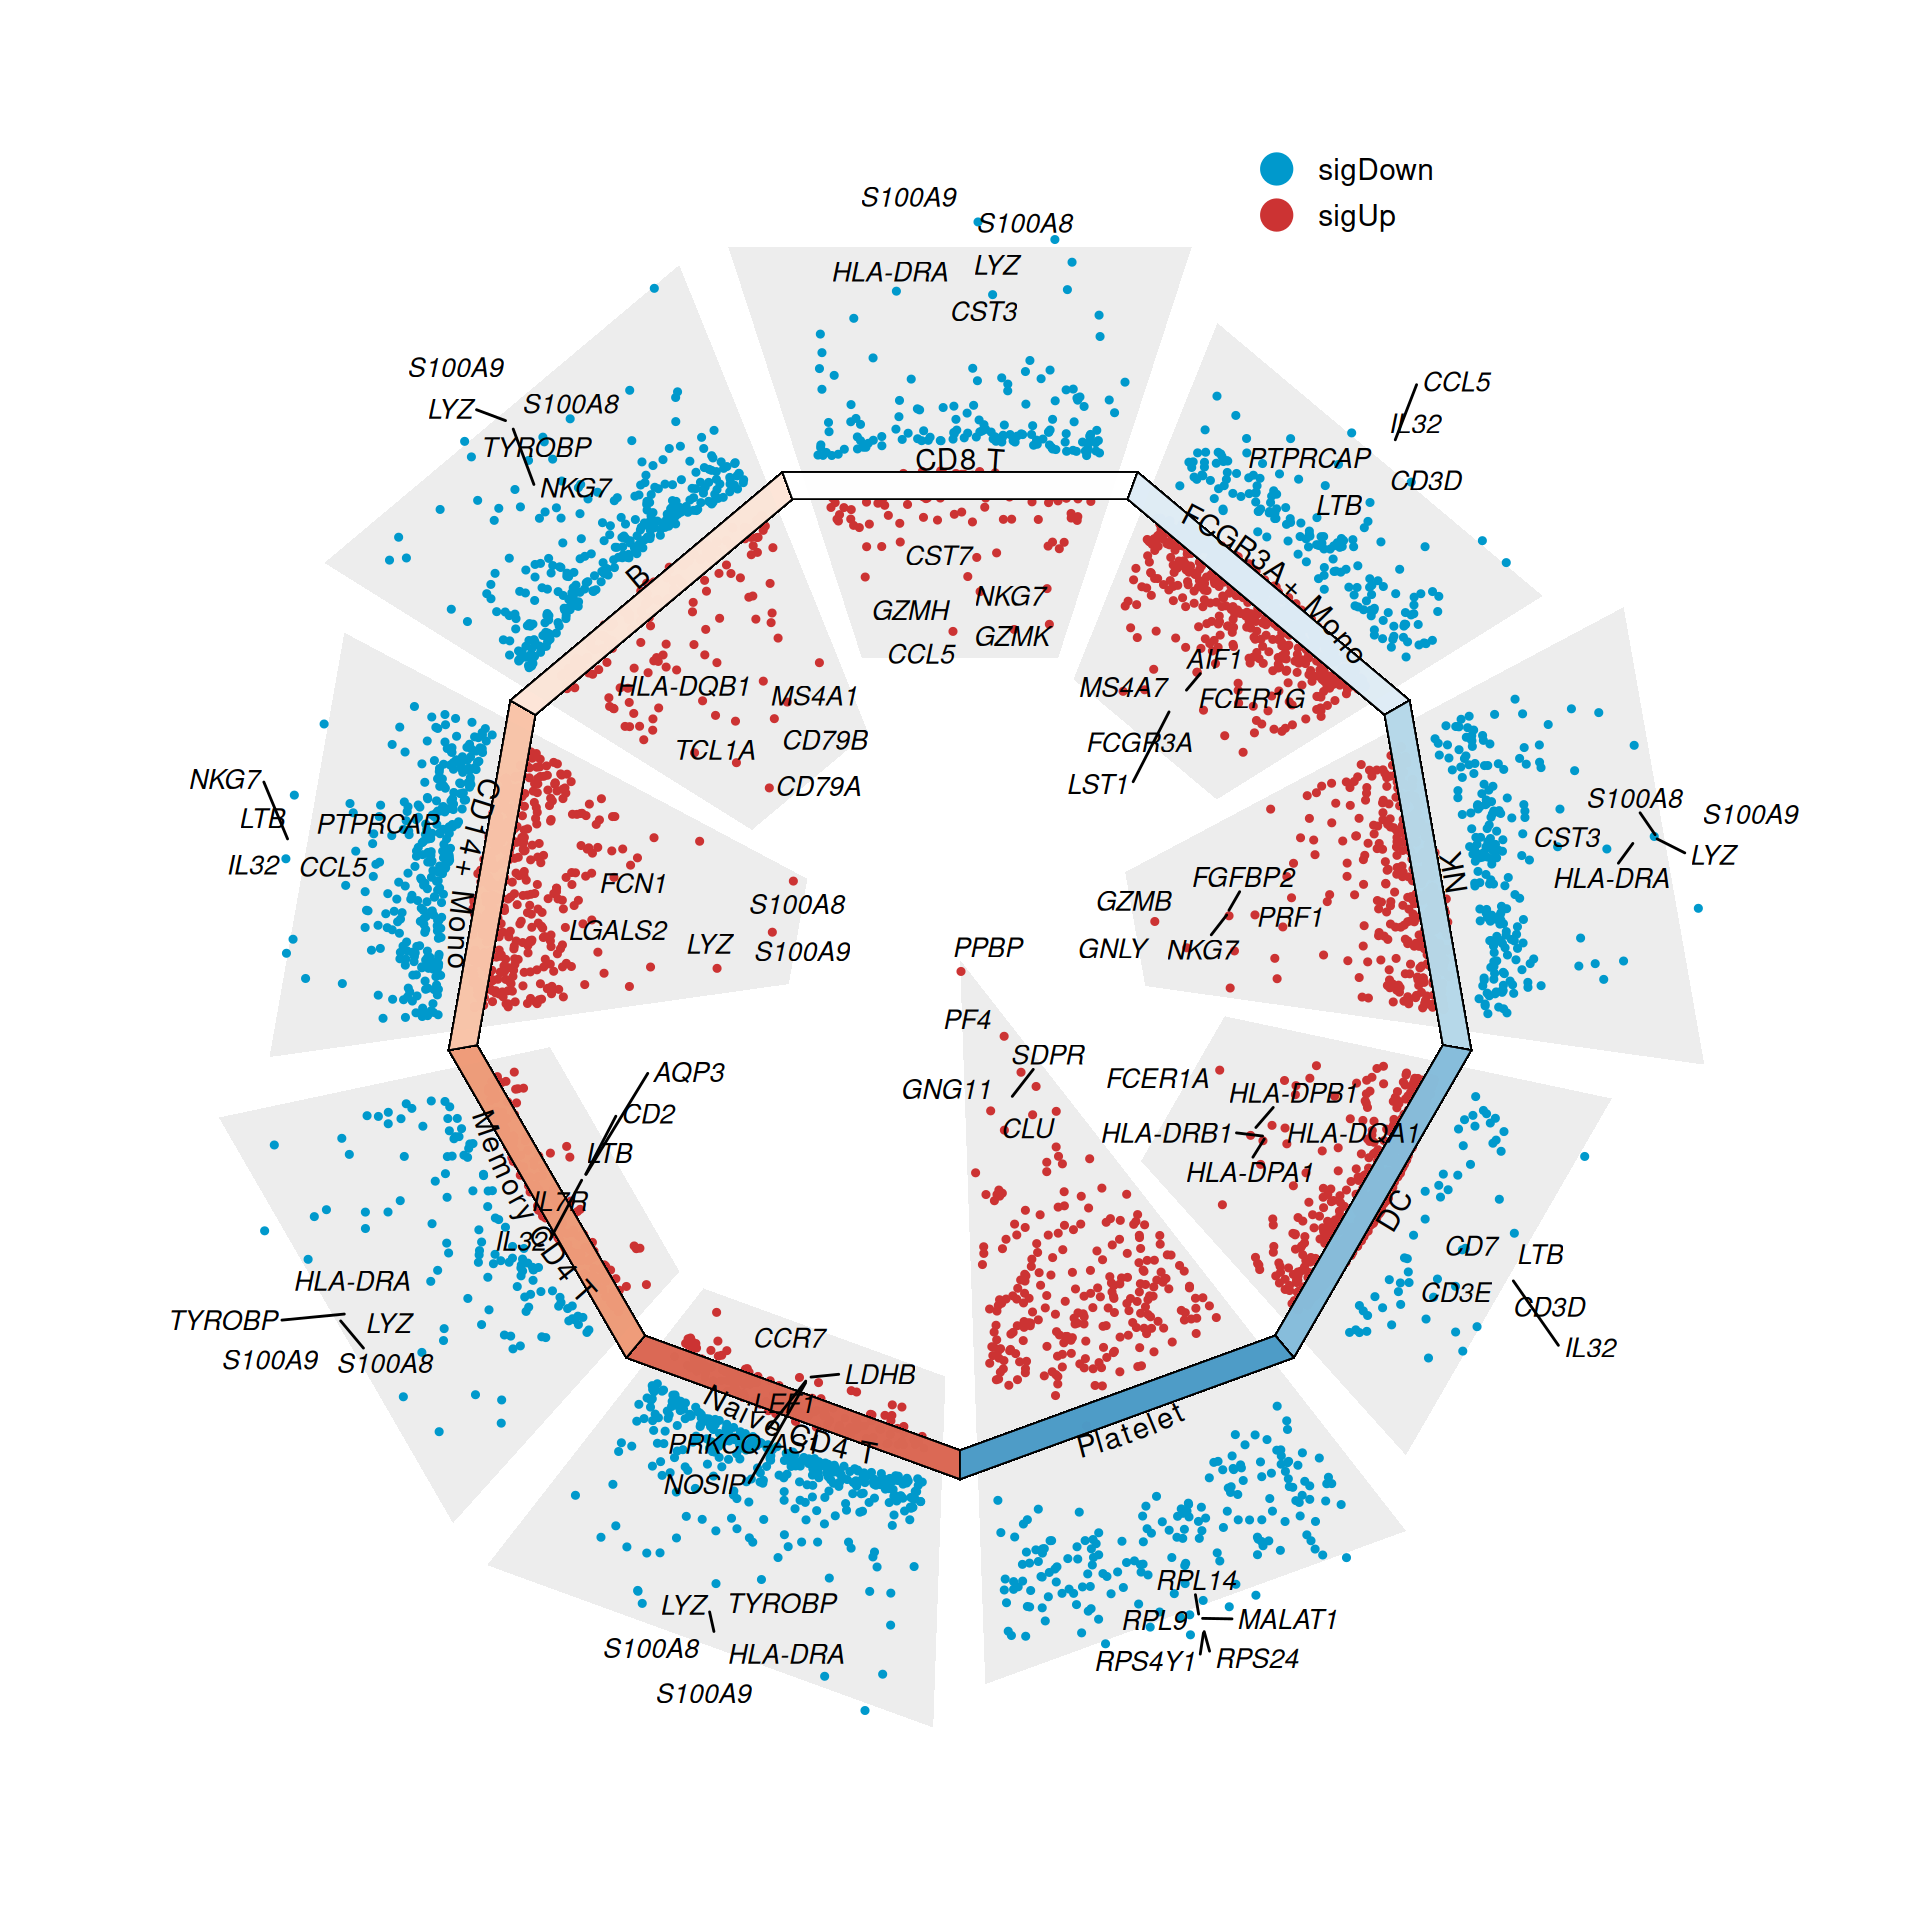 sigDown
sigUp
S100A9
S100A8
HLA-DRA
LYZ
CST3
CD8 T
CST7
NKG7
GZMH
GZMK
CCL5
CCL5
IL32
PTPRCAP
CD3D
LTB
FCGR3A+ Mono
AIF1
MS4A7
FCER1G
FCGR3A
LST1
S100A8
S100A9
CST3
LYZ
HLA-DRA
NK
FGFBP2
GZMB
PRF1
GNLY
NKG7
FCER1A
HLA-DPB1
HLA-DRB1
HLA-DQA1
HLA-DPA1
DC
CD7
LTB
CD3E
CD3D
IL32
PPBP
PF4
SDPR
GNG11
CLU
Platelet
RPL14
RPL9
MALAT1
RPS4Y1
RPS24
CCR7
LDHB
LEF1
Naive CD4 T
PRKCQ-AS1
NOSIP
LYZ
TYROBP
S100A8
HLA-DRA
S100A9
AQP3
CD2
LTB
IL7R
IL32
Memory CD4 T
HLA-DRA
TYROBP
LYZ
S100A9
S100A8
NKG7
LTB
PTPRCAP
IL32
CCL5
CD14+ Mono
FCN1
S100A8
LGALS2
LYZ
S100A9
S100A9
LYZ
S100A8
TYROBP
NKG7
B
HLA-DQB1
MS4A1
TCL1A
CD79B
CD79A